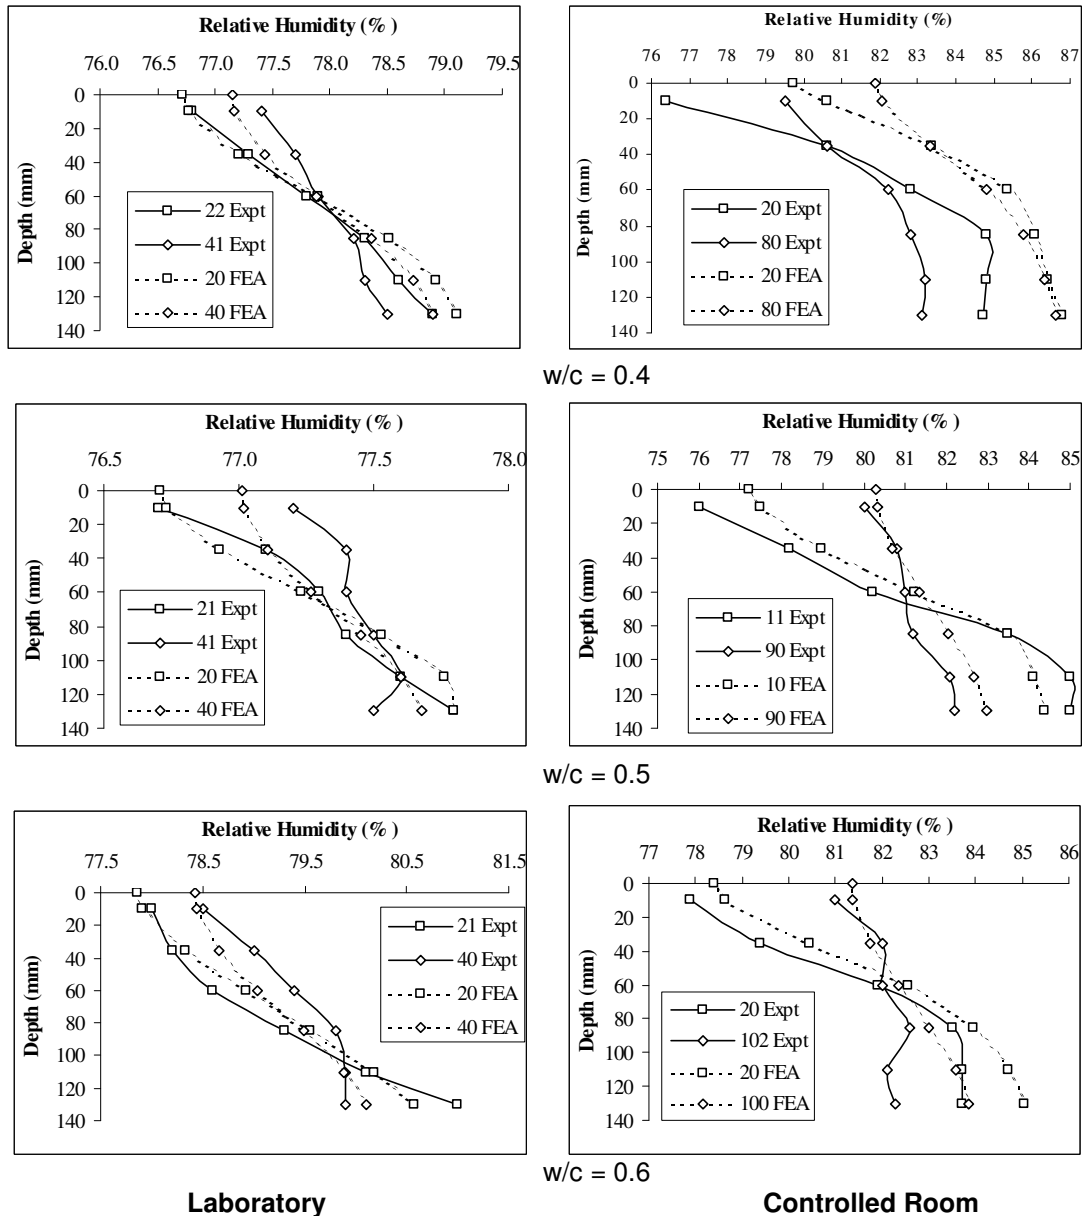 Relative Humidity (% )
76.0 76.5 77.0 77.5 78.0 78.5 79.0 79.5
0
20
40
60
80
100
120
140
Depth (mm)
22 Expt
41 Expt
20 FEA
40 FEA
Relative Humidity (%)
76 77 78 79 80 81 82 83 84 85 86 87
0
20
40
60
80
100
120
140
Depth (mm)
20 Expt
80 Expt
20 FEA
80 FEA
w/c = 0.4
Relative Humidity (% )
76.5 77.0 77.5 78.0
0
20
40
60
80
100
120
140
Depth (mm)
21 Expt
41 Expt
20 FEA
40 FEA
Relative Humidity (% )
75 76 77 78 79 80 81 82 83 84 85
0
20
40
60
80
100
120
140
Depth (mm)
11 Expt
90 Expt
10 FEA
90 FEA
w/c = 0.5
Relative Humidity (% )
77.5 78.5 79.5 80.5 81.5
0
20
40
60
80
100
120
140
Depth (mm)
21 Expt
40 Expt
20 FEA
40 FEA
Relative Humidity (%)
77 78 79 80 81 82 83 84 85 86
0
20
40
60
80
100
120
140
Depth (mm)
20 Expt
102 Expt
20 FEA
100 FEA
w/c = 0.6
Laboratory
Controlled Room